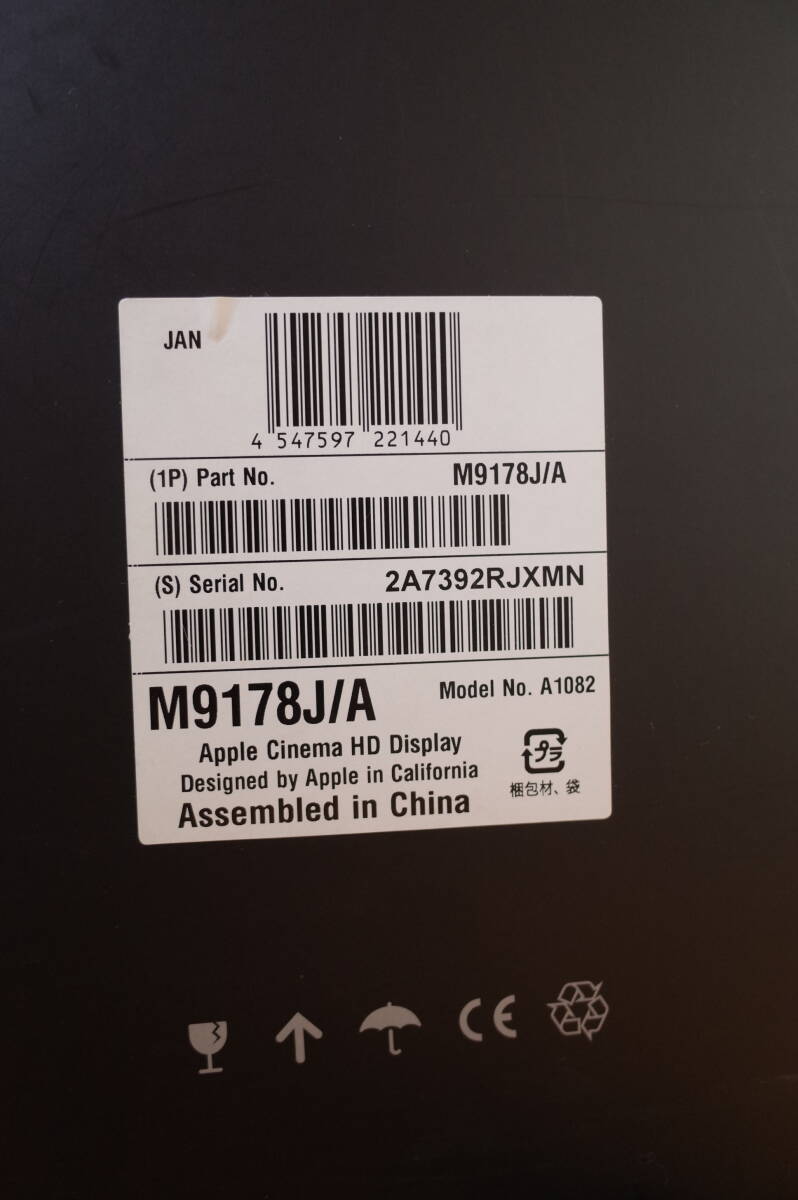 JAN
4 547597 221440
(1P) Part No. M9178J/A
(S) Serial No. 2A7392RJXMN
M9178J/A Model No. A1082
Apple Cinema HD Display
Designed by Apple in California
Assembled in China
プラ
梱包材、袋
CE